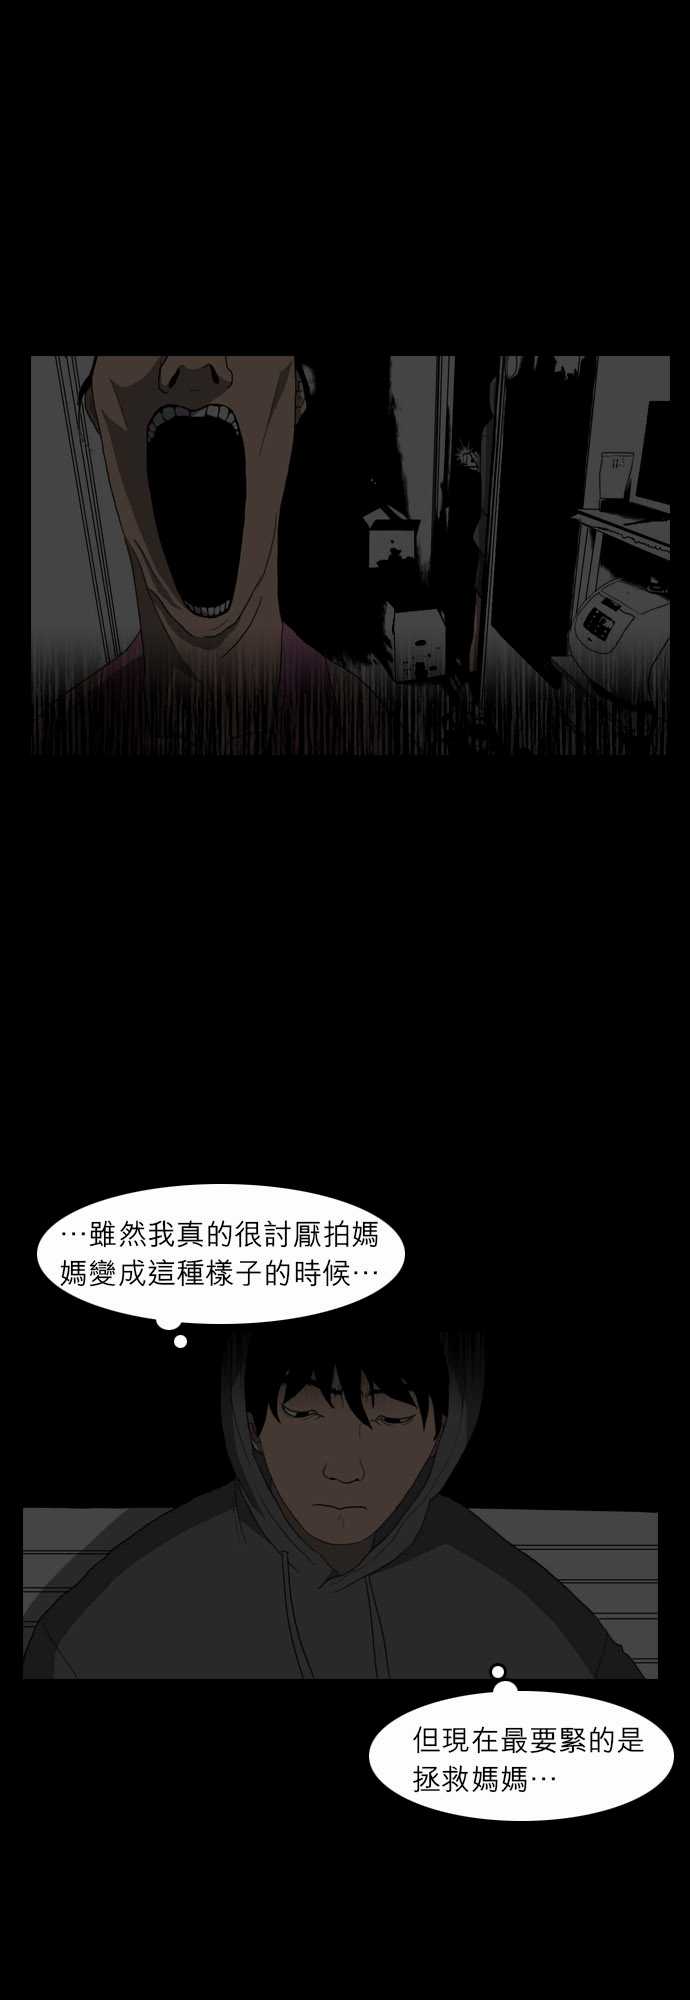 ⋯雖然我真的很討厭拍媽
媽變成這種樣子的時候⋯
但現在最要緊的是
拯救媽媽⋯